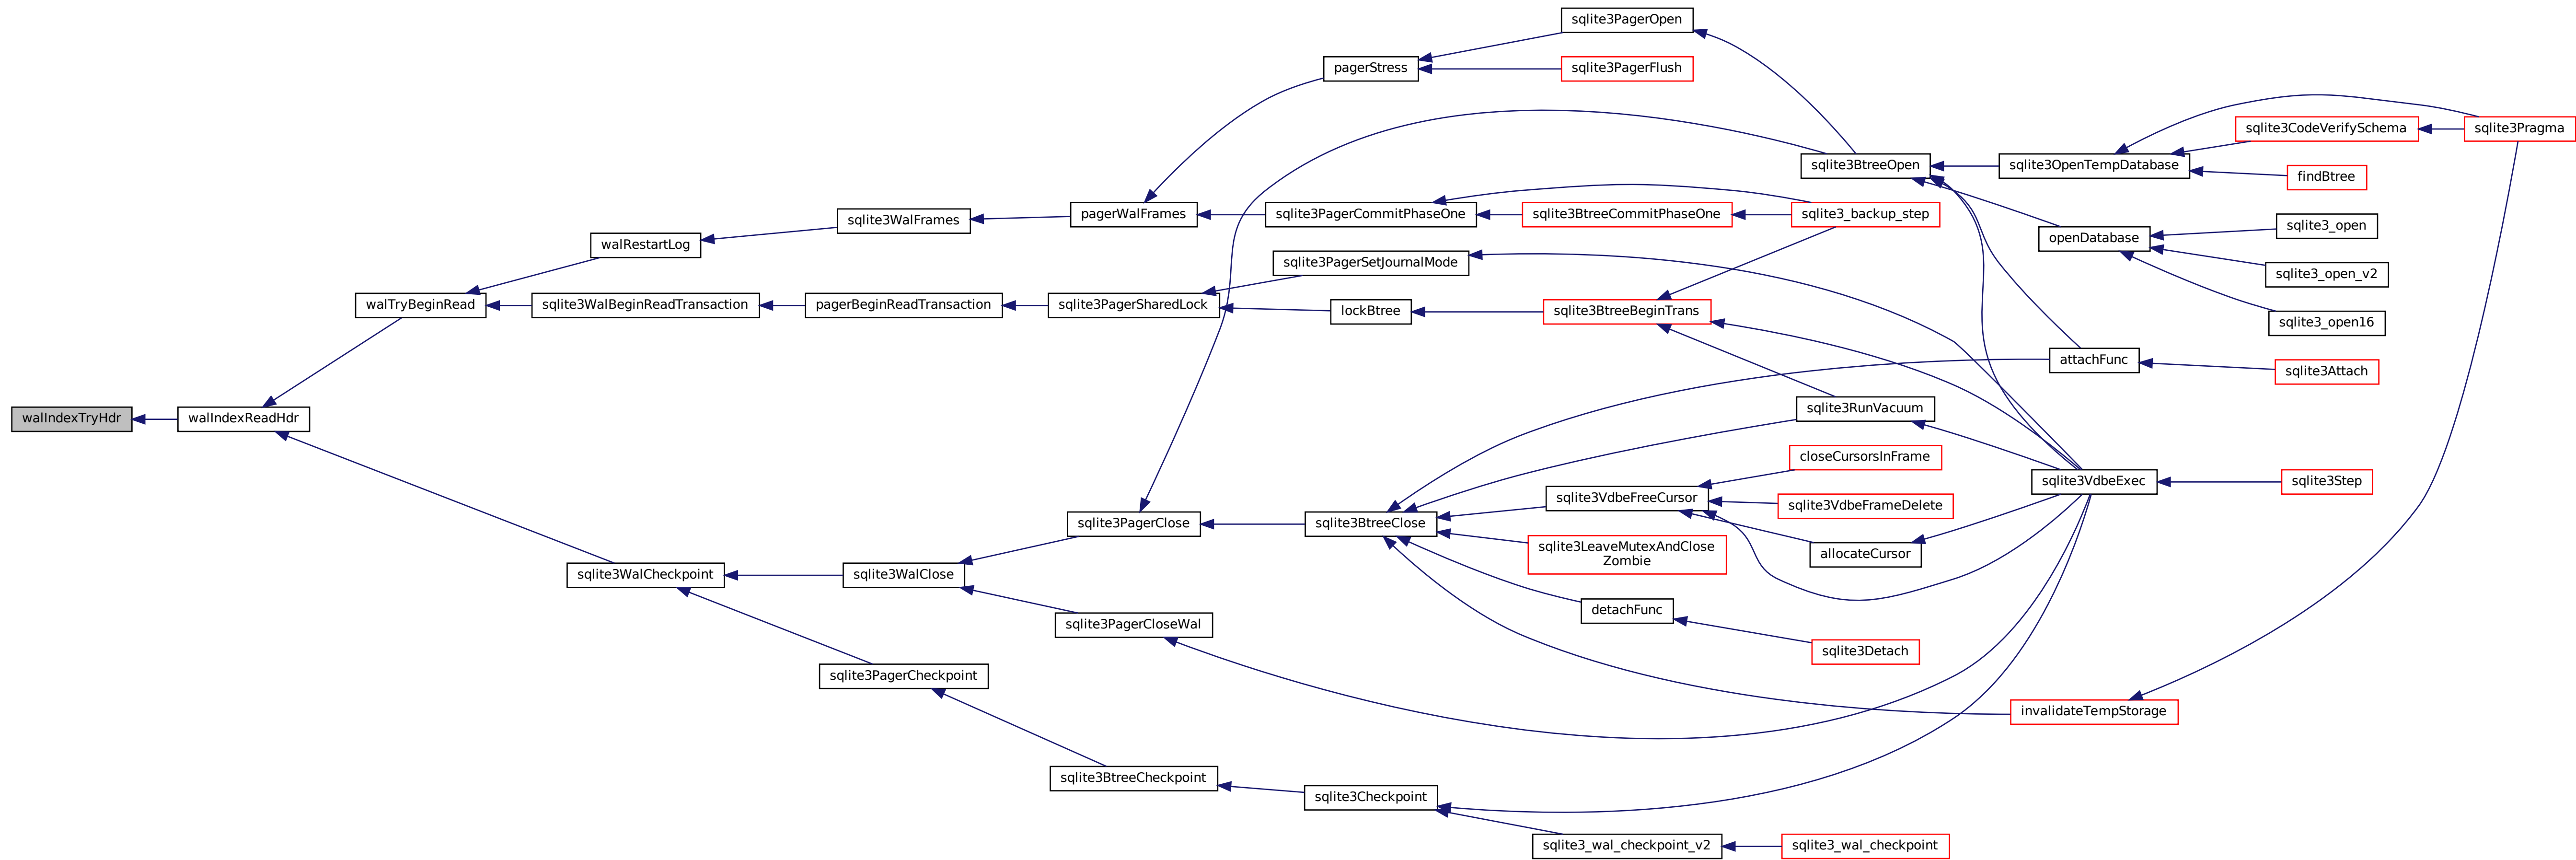 sqlite3PagerOpen
pagerStress
sqlite3PagerFlush
sqlite3CodeVerifySchema
sqlite3Pragma
sqlite3BtreeOpen
sqlite3OpenTempDatabase
findBtree
sqlite3WalFrames
pagerWalFrames
sqlite3PagerCommitPhaseOne
sqlite3BtreeCommitPhaseOne
sqlite3_backup_step
sqlite3_open
walRestartLog
openDatabase
sqlite3PagerSetJournalMode
sqlite3_open_v2
walTryBeginRead
sqlite3WalBeginReadTransaction
pagerBeginReadTransaction
sqlite3PagerSharedLock
lockBtree
sqlite3BtreeBeginTrans
sqlite3_open16
attachFunc
sqlite3Attach
walIndexTryHdr
walIndexReadHdr
sqlite3RunVacuum
closeCursorsInFrame
sqlite3VdbeExec
sqlite3Step
sqlite3VdbeFreeCursor
sqlite3VdbeFrameDelete
sqlite3PagerClose
sqlite3BtreeClose
sqlite3LeaveMutexAndClose
Zombie
allocateCursor
sqlite3WalCheckpoint
sqlite3WalClose
detachFunc
sqlite3PagerCloseWal
sqlite3Detach
sqlite3PagerCheckpoint
invalidateTempStorage
sqlite3BtreeCheckpoint
sqlite3Checkpoint
sqlite3_wal_checkpoint_v2
sqlite3_wal_checkpoint